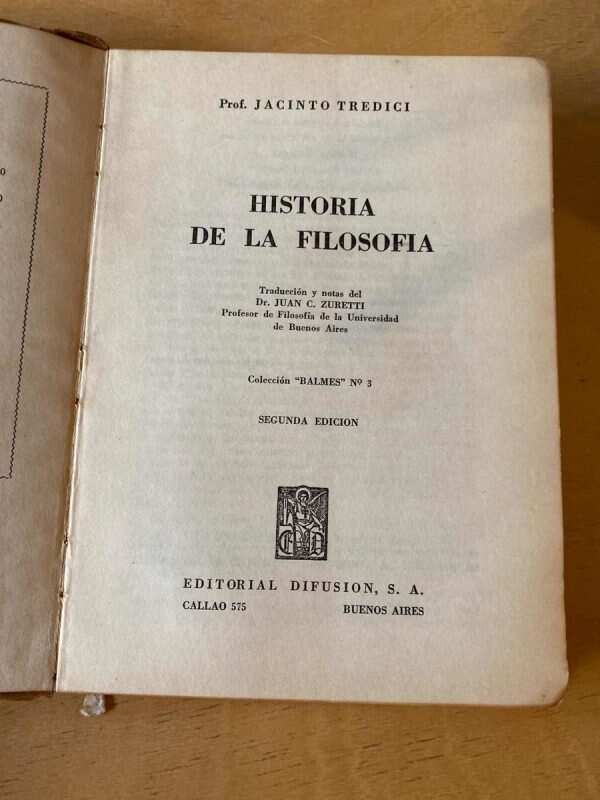 Prof. JACINTO TREDICI
HISTORIA
DE LA FILOSOFIA
Traducción y notas del
Dr. JUAN C. ZURETTI
Profesor de Filosofía de la Universidad
de Buenos Aires
Colección "BALMES" Nº 3
SEGUNDA EDICION
EDITORIAL DIFUSION, S. A.
CALLAO 575 BUENOS AIRES